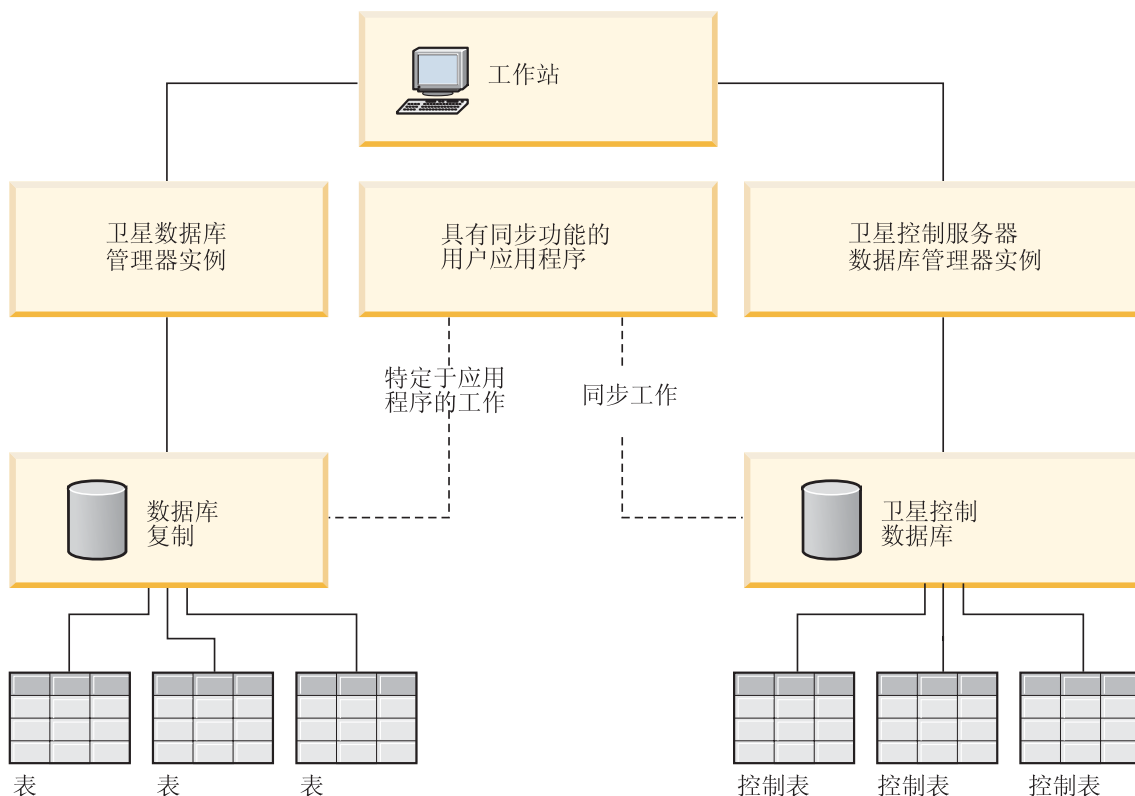 工作站
卫星数据库
管理器实例
具有同步功能的
用户应用程序
卫星控制服务器
数据库管理器实例
特定于应用
程序的工作
同步工作
数据库
复制
卫星控制
数据库
表
表
表
控制表
控制表
控制表